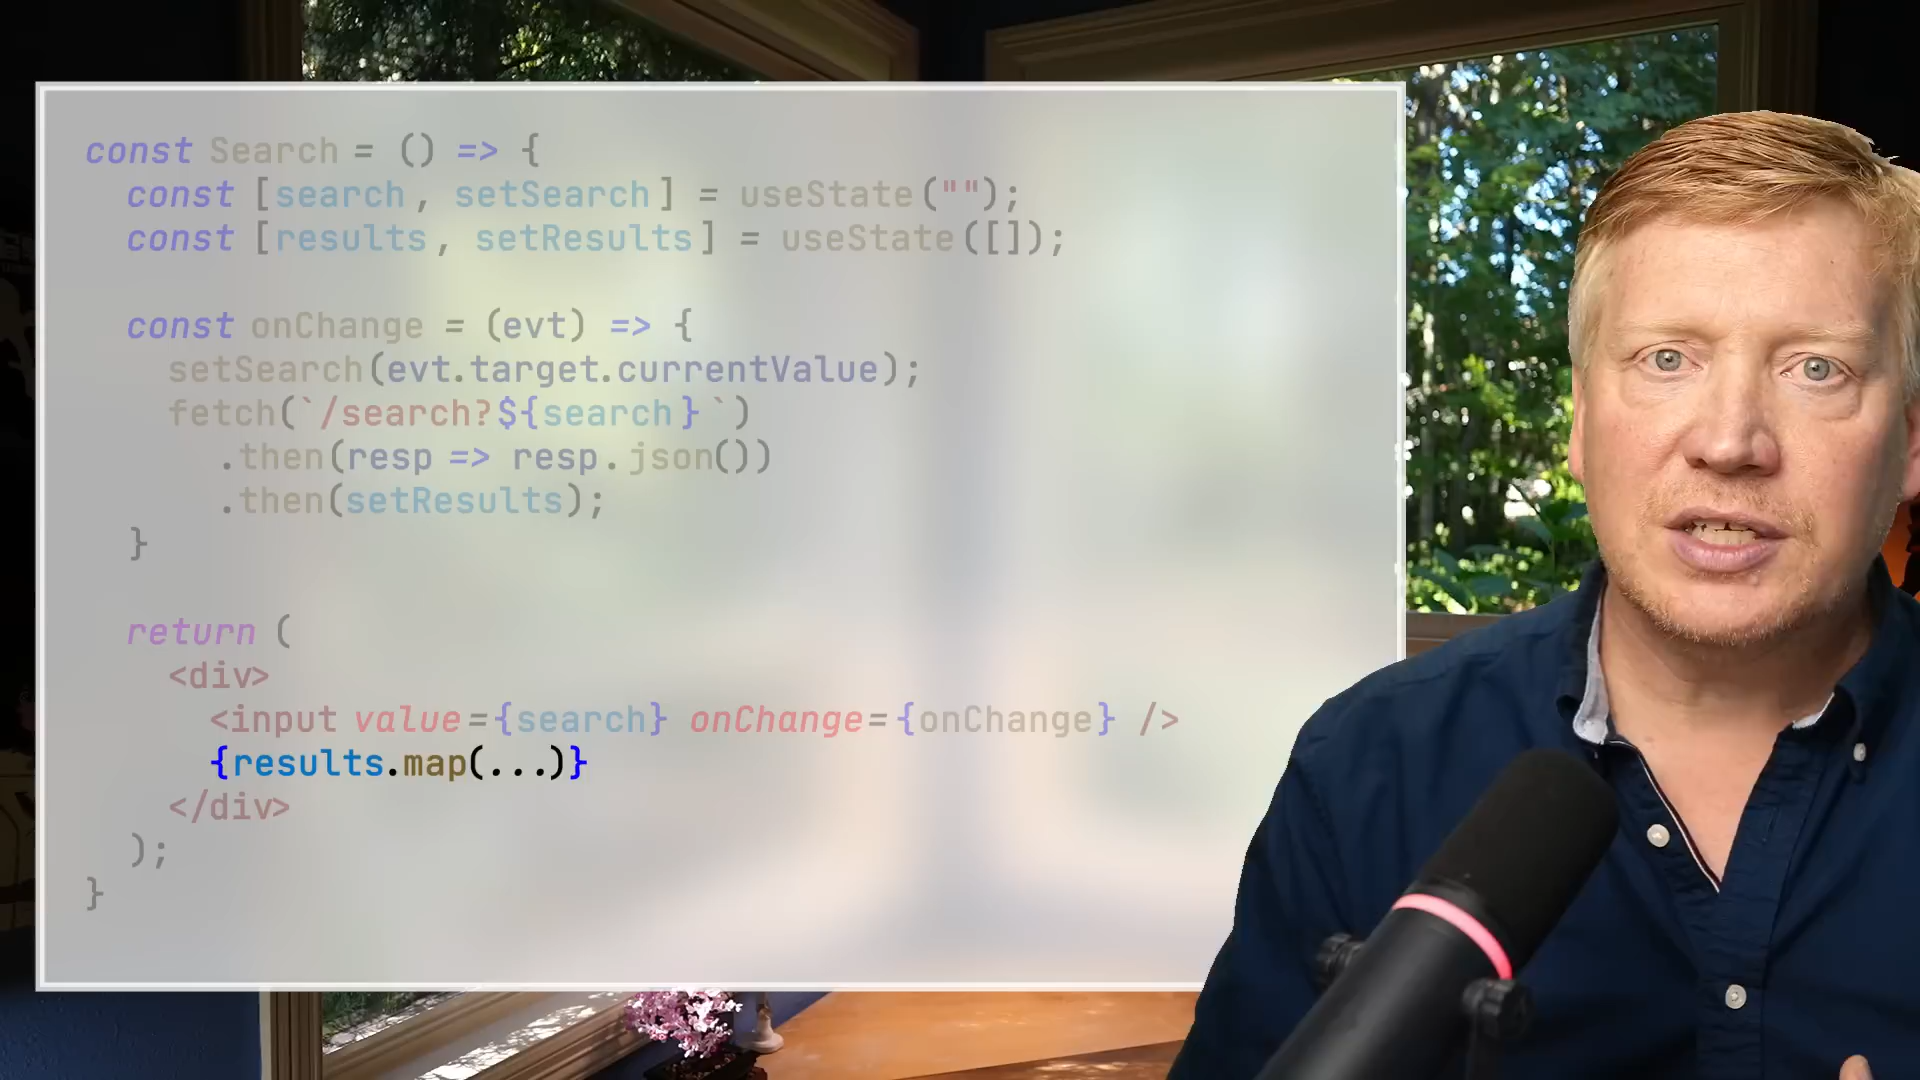 const Search = () => {
const [search, setSearch] = useState("");
const [results, setResults] = useState([]);
const onChange = (evt) => {
setSearch(evt.target.currentValue);
fetch(`/search?${search}`)
.then(resp => resp.json())
.then(setResults);
}
return (
<div>
<input value={search} onChange={onChange} />
{results.map(...)}
</div>
);
}